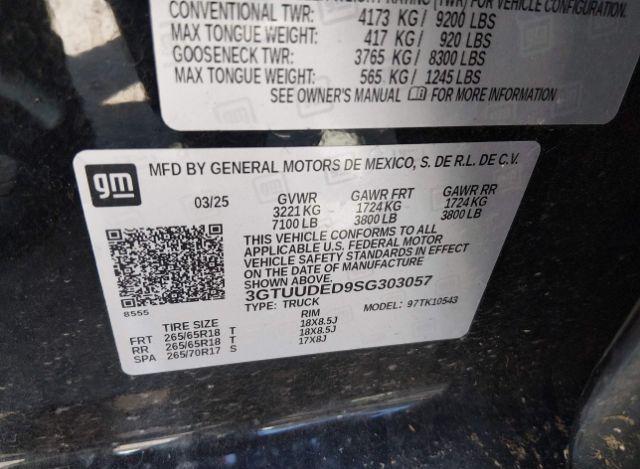 (TWR) FOR VEHICLE CONFIGURATION.
CONVENTIONAL TWR: 4173 KG / 9200 LBS
MAX TONGUE WEIGHT: 417 KG / 920 LBS
GOOSENECK TWR: 3765 KG / 8300 LBS
MAX TONGUE WEIGHT: 565 KG / 1245 LBS
SEE OWNER'S MANUAL FOR MORE INFORMATION
gm MFD BY GENERAL MOTORS DE MEXICO, S. DE R.L. DE C.V.
03/25 GVWR GAWR FRT GAWR RR
3221 KG 1724 KG 1724 KG
7100 LB 3800 LB 3800 LB
THIS VEHICLE CONFORMS TO ALL
APPLICABLE U.S. FEDERAL MOTOR
VEHICLE SAFETY STANDARDS IN EFFECT
ON THE DATE OF MANUFACTURE SHOWN ABOVE.
3GTUUDED9SG303057
8555 TYPE: TRUCK MODEL: 97TK10543
TIRE SIZE RIM
FRT 265/65R18 T 18X8.5J
RR 265/65R18 T 18X8.5J
SPA 265/70R17 S 17X8J